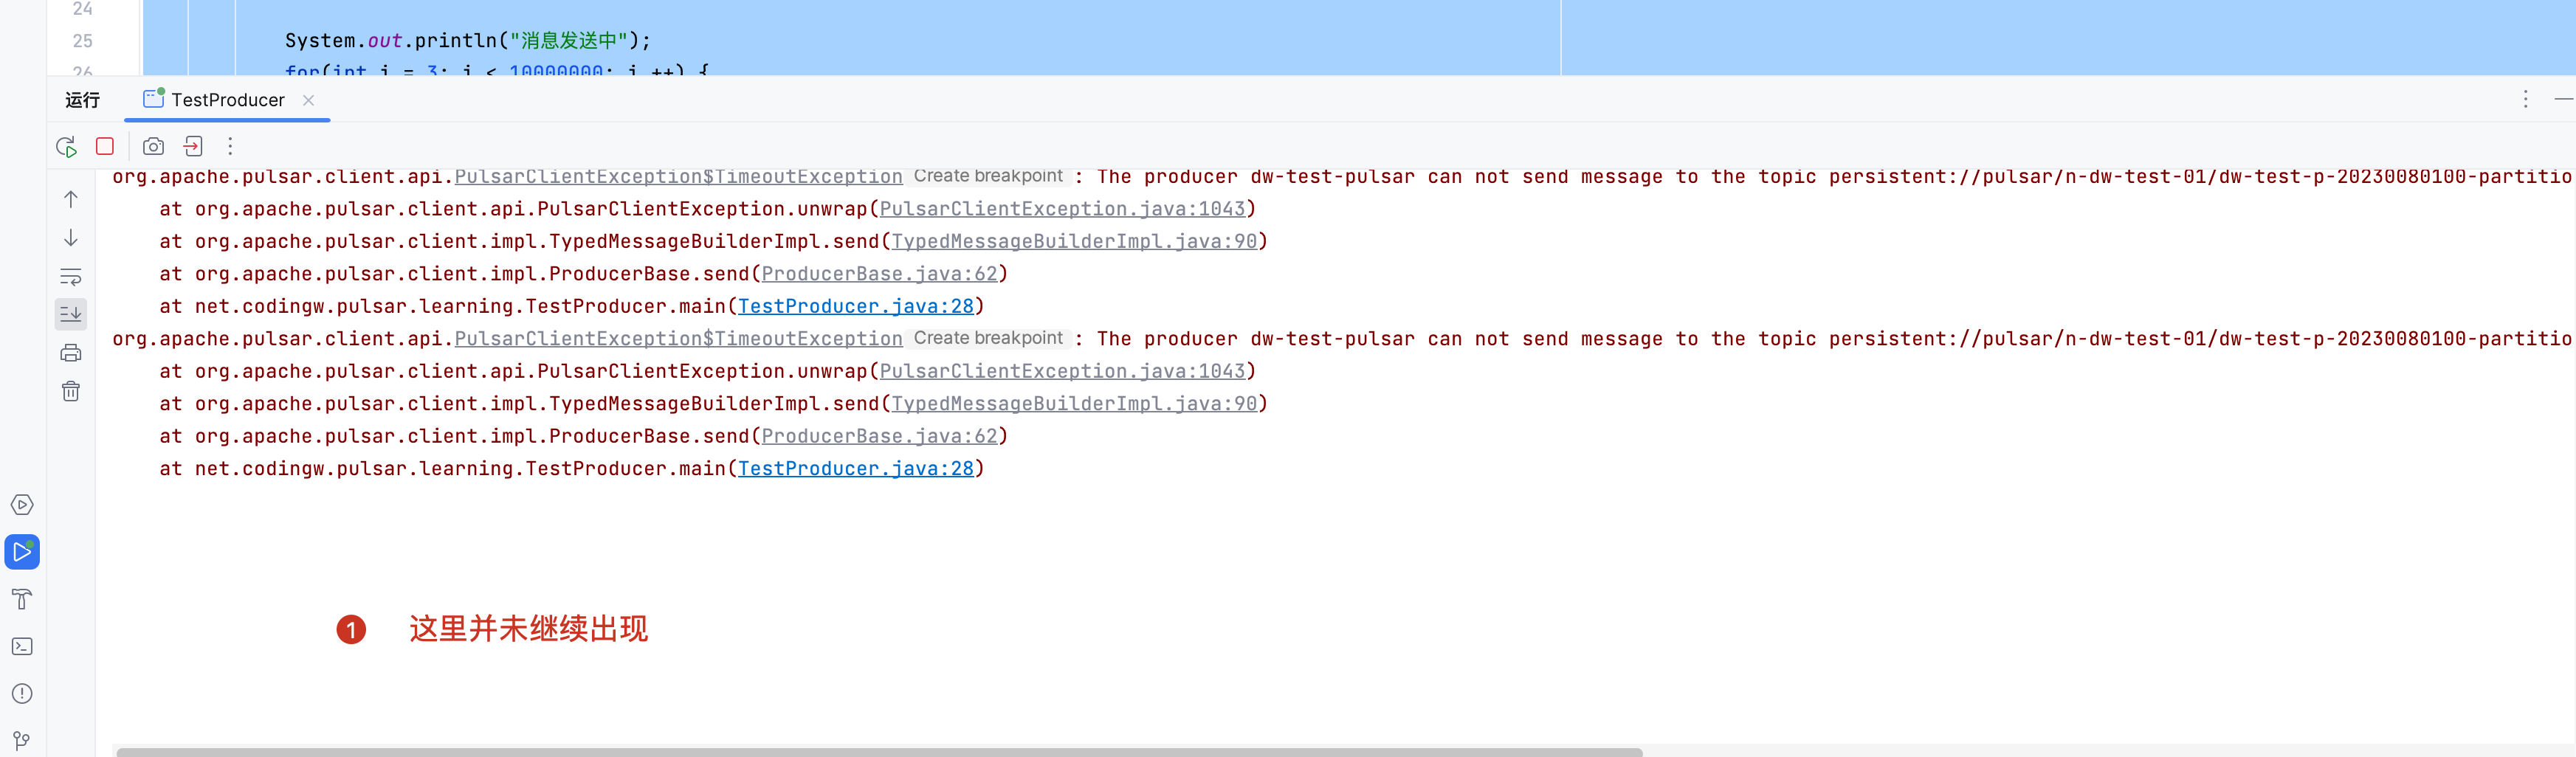 24
25 System.out.println("消息发送中");
26 for(int i = 3; i < 10000000; i ++) {
运行 TestProducer
org.apache.pulsar.client.api.PulsarClientException$TimeoutException Create breakpoint : The producer dw-test-pulsar can not send message to the topic persistent://pulsar/n-dw-test-01/dw-test-p-20230080100-partitio
at org.apache.pulsar.client.api.PulsarClientException.unwrap(PulsarClientException.java:1043)
at org.apache.pulsar.client.impl.TypedMessageBuilderImpl.send(TypedMessageBuilderImpl.java:90)
at org.apache.pulsar.client.impl.ProducerBase.send(ProducerBase.java:62)
at net.codingw.pulsar.learning.TestProducer.main(TestProducer.java:28)
org.apache.pulsar.client.api.PulsarClientException$TimeoutException Create breakpoint : The producer dw-test-pulsar can not send message to the topic persistent://pulsar/n-dw-test-01/dw-test-p-20230080100-partitio
at org.apache.pulsar.client.api.PulsarClientException.unwrap(PulsarClientException.java:1043)
at org.apache.pulsar.client.impl.TypedMessageBuilderImpl.send(TypedMessageBuilderImpl.java:90)
at org.apache.pulsar.client.impl.ProducerBase.send(ProducerBase.java:62)
at net.codingw.pulsar.learning.TestProducer.main(TestProducer.java:28)
1 这里并未继续出现